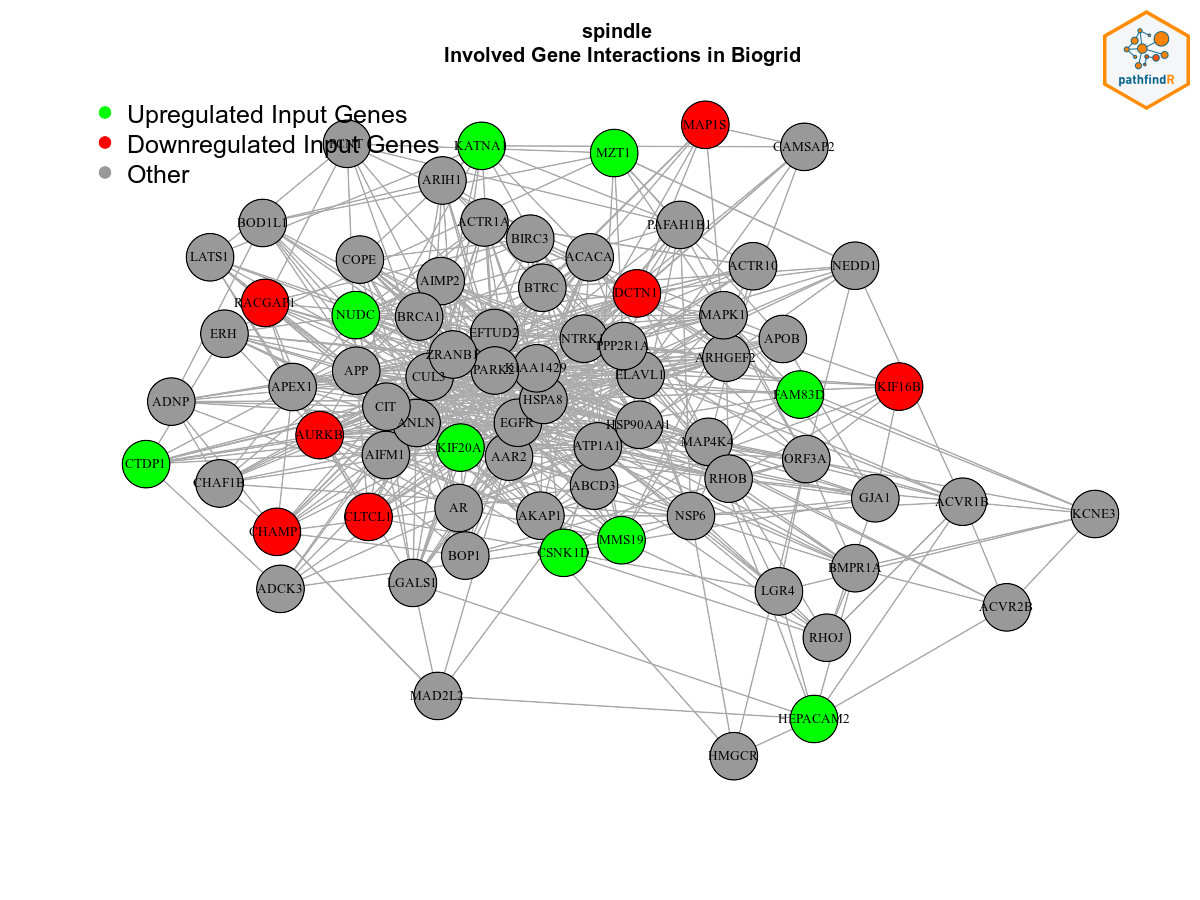 spindle
Involved Gene Interactions in Biogrid
pathfindR
Upregulated Input Genes
Downregulated Input Genes
Other
MAP1S
KATNA1
MZT1
CAMSAP2
ARIH1
BOD1L1
ACTR1A
PAFAH1B1
BIRC3
LATS1
COPE
ACACA
ACTR10
NEDD1
AIMP2
BTRC
DCTN1
RACGAP1
NUDC
BRCA1
MAPK1
ERH
EFTUD2
NTRK1
PPP2R1A
APOB
ZRANB1
ARHGEF2
APP
CUL3
PARK2
KIAA1429
ELAVL1
APEX1
KIF16B
FAM83D
ADNP
CIT
HSPA8
ANLN
EGFR
HSP90AA1
AURKB
MAP4K4
KIF20A
ATP1A1
AIFM1
AAR2
ORF3A
CTDP1
CHAF1B
ABCD3
RHOB
GJA1
ACVR1B
AR
AKAP1
NSP6
KCNE3
CLTCL1
CHAMP1
MMS19
CSNK1D
BOP1
BMPR1A
ADCK3
LGALS1
LGR4
ACVR2B
RHOJ
MAD2L2
HEPACAM2
HMGCR